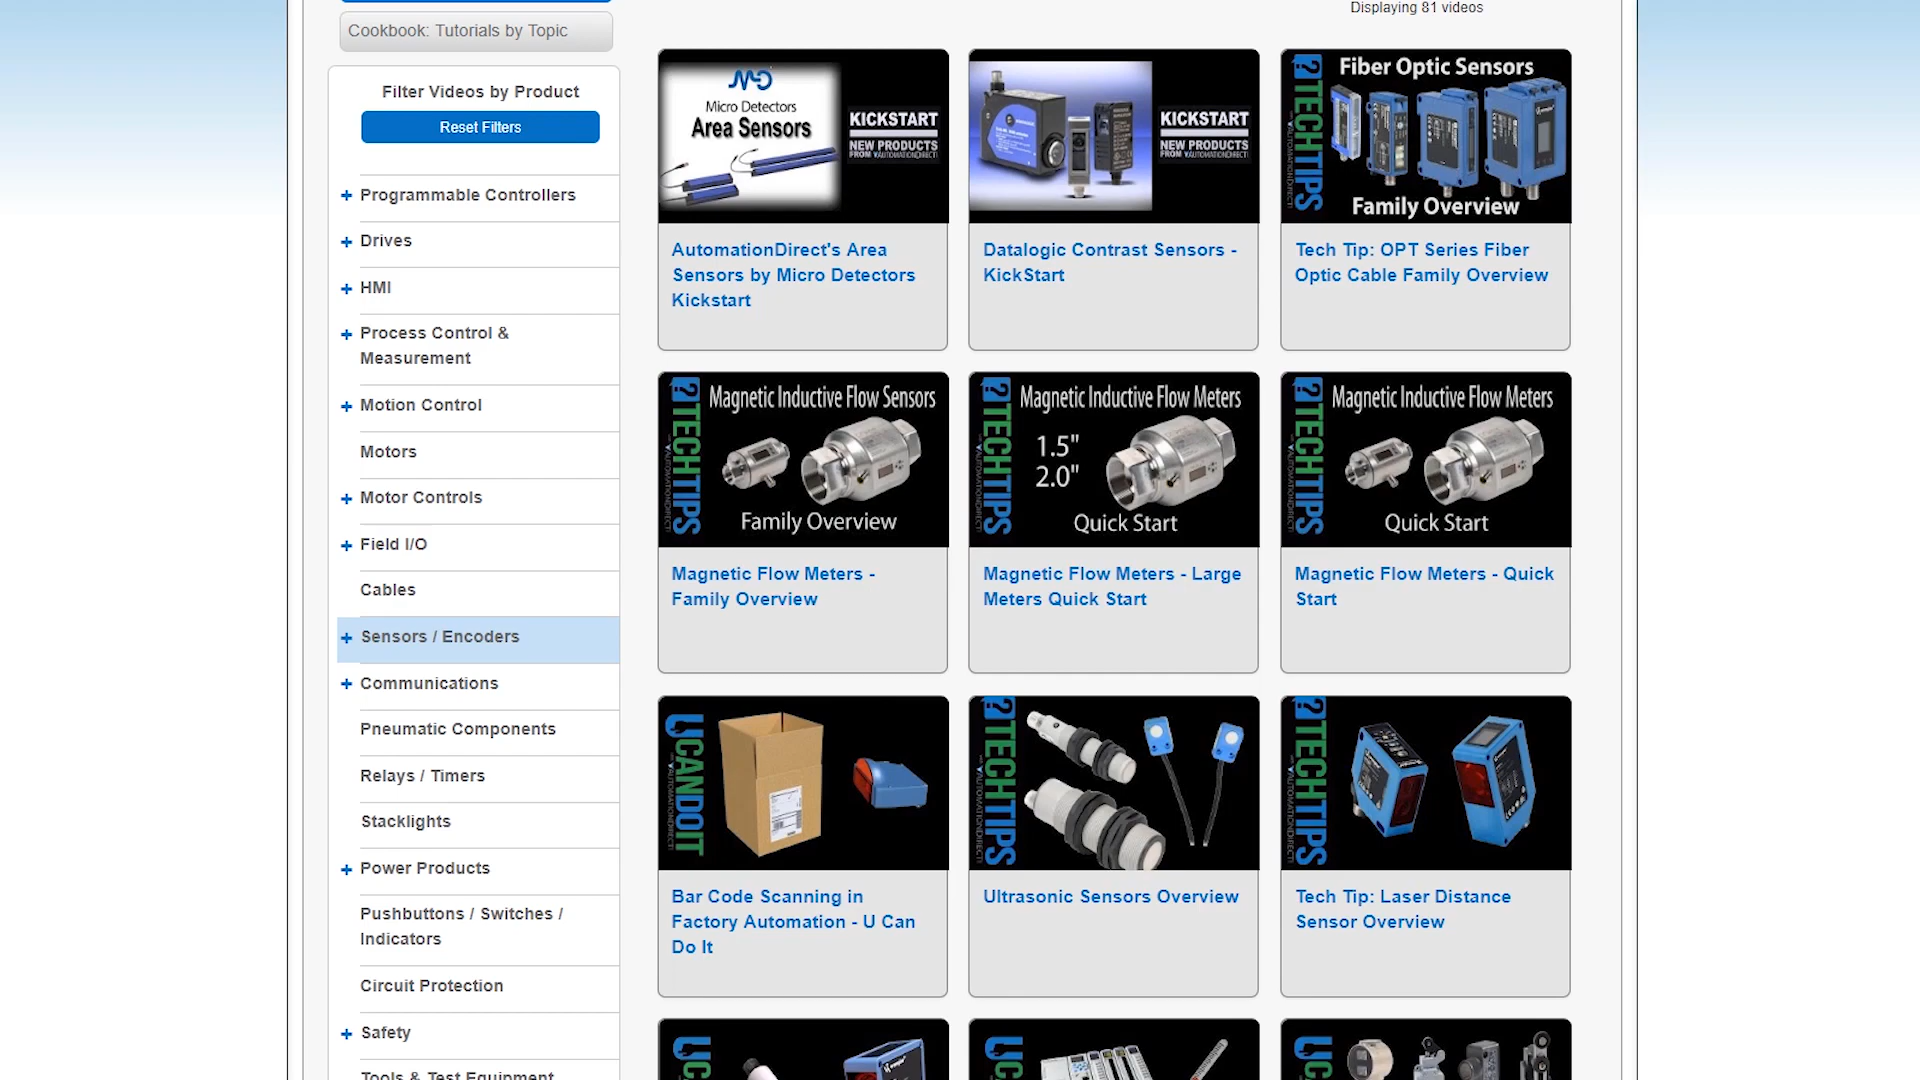 Displaying 81 videos
Cookbook: Tutorials by Topic
Filter Videos by Product
Reset Filters
Programmable Controllers
Drives
HMI
Process Control &
Measurement
Motion Control
Motors
Motor Controls
Field I/O
Cables
Sensors / Encoders
Communications
Pneumatic Components
Relays / Timers
Stacklights
Power Products
Pushbuttons / Switches /
Indicators
Circuit Protection
Safety
Tools & Test Equipment
Micro Detectors
Area Sensors
KICKSTART
NEW PRODUCTS
FROM AUTOMATIONDIRECT
AutomationDirect's Area
Sensors by Micro Detectors
Kickstart
KICKSTART
NEW PRODUCTS
FROM AUTOMATIONDIRECT
Datalogic Contrast Sensors -
KickStart
TECHTIPS
Fiber Optic Sensors
Family Overview
Tech Tip: OPT Series Fiber
Optic Cable Family Overview
TECHTIPS
Magnetic Inductive Flow Sensors
Family Overview
Magnetic Flow Meters -
Family Overview
TECHTIPS
Magnetic Inductive Flow Meters
1.5"
2.0"
Quick Start
Magnetic Flow Meters - Large
Meters Quick Start
TECHTIPS
Magnetic Inductive Flow Meters
Quick Start
Magnetic Flow Meters - Quick
Start
UCANDOIT
Bar Code Scanning in
Factory Automation - U Can
Do It
TECHTIPS
Ultrasonic Sensors Overview
TECHTIPS
Tech Tip: Laser Distance
Sensor Overview